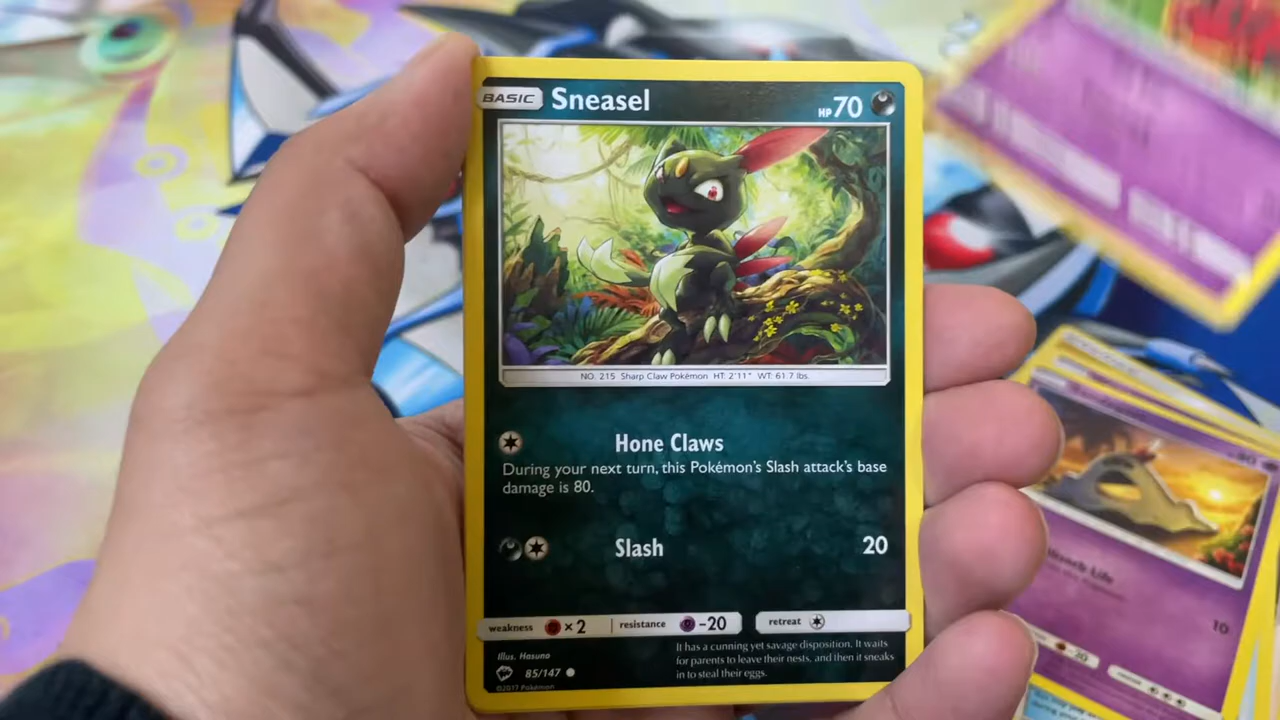 BASIC Sneasel HP70
NO. 215 Sharp Claw Pokémon HT: 2'11" WT: 61.7 lbs.
Hone Claws
During your next turn, this Pokémon's Slash attack's base
damage is 80.
Slash 20
weakness ×2 resistance -20 retreat
Illus. Hasuno
85/147
©2017 Pokémon
It has a cunning yet savage disposition. It waits
for parents to leave their nests, and then it sneaks
in to steal their eggs.
Life
10
-20